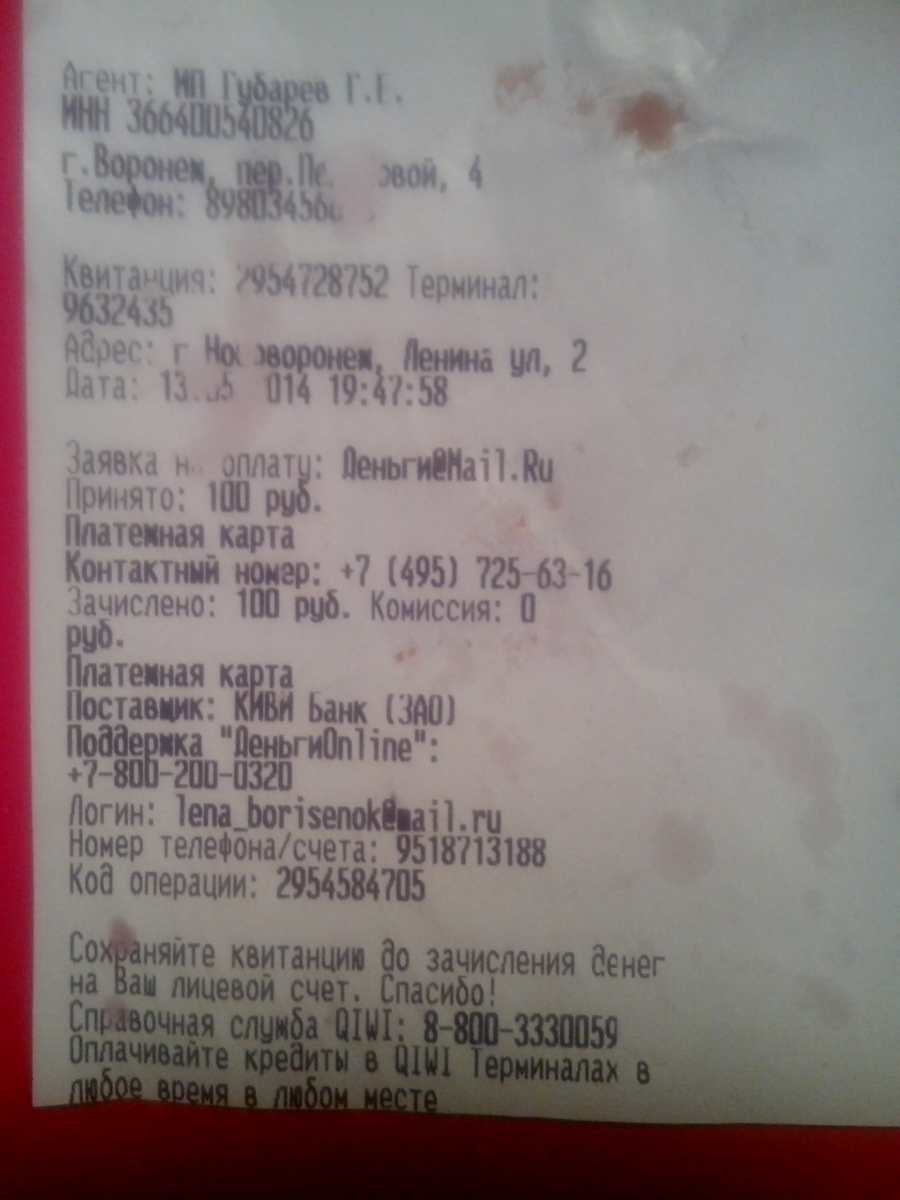 Агент: ИП Губарев Г.Е.
ИНН 366400540826
г.Воронеж, 4
Телефон:
Квитанция: 2954728752 Терминал:
9632435
Адрес: г Ленина ул, 2
Дата: 19:47:58
Заявка оплату: Деньги@Mail.Ru
Принято: 100 руб.
Платежная карта
Контактный номер: +7 (495) 725-63-16
Зачислено: 100 руб. Комиссия: 0
руб.
Платежная карта
Поставщик: КИВИ Банк (ЗАО)
Поддержка "ДеньгиOnline":
+7-800-200-0320
Логин: lena_borisenok@mail.ru
Номер телефона/счета: 9518713188
Код операции: 2954584705
Сохраняйте квитанцию до зачисления денег
на Ваш лицевой счет. Спасибо!
Справочная служба QIWI: 8-800-3330059
Оплачивайте кредиты в QIWI Терминалах в
любое время в любом месте